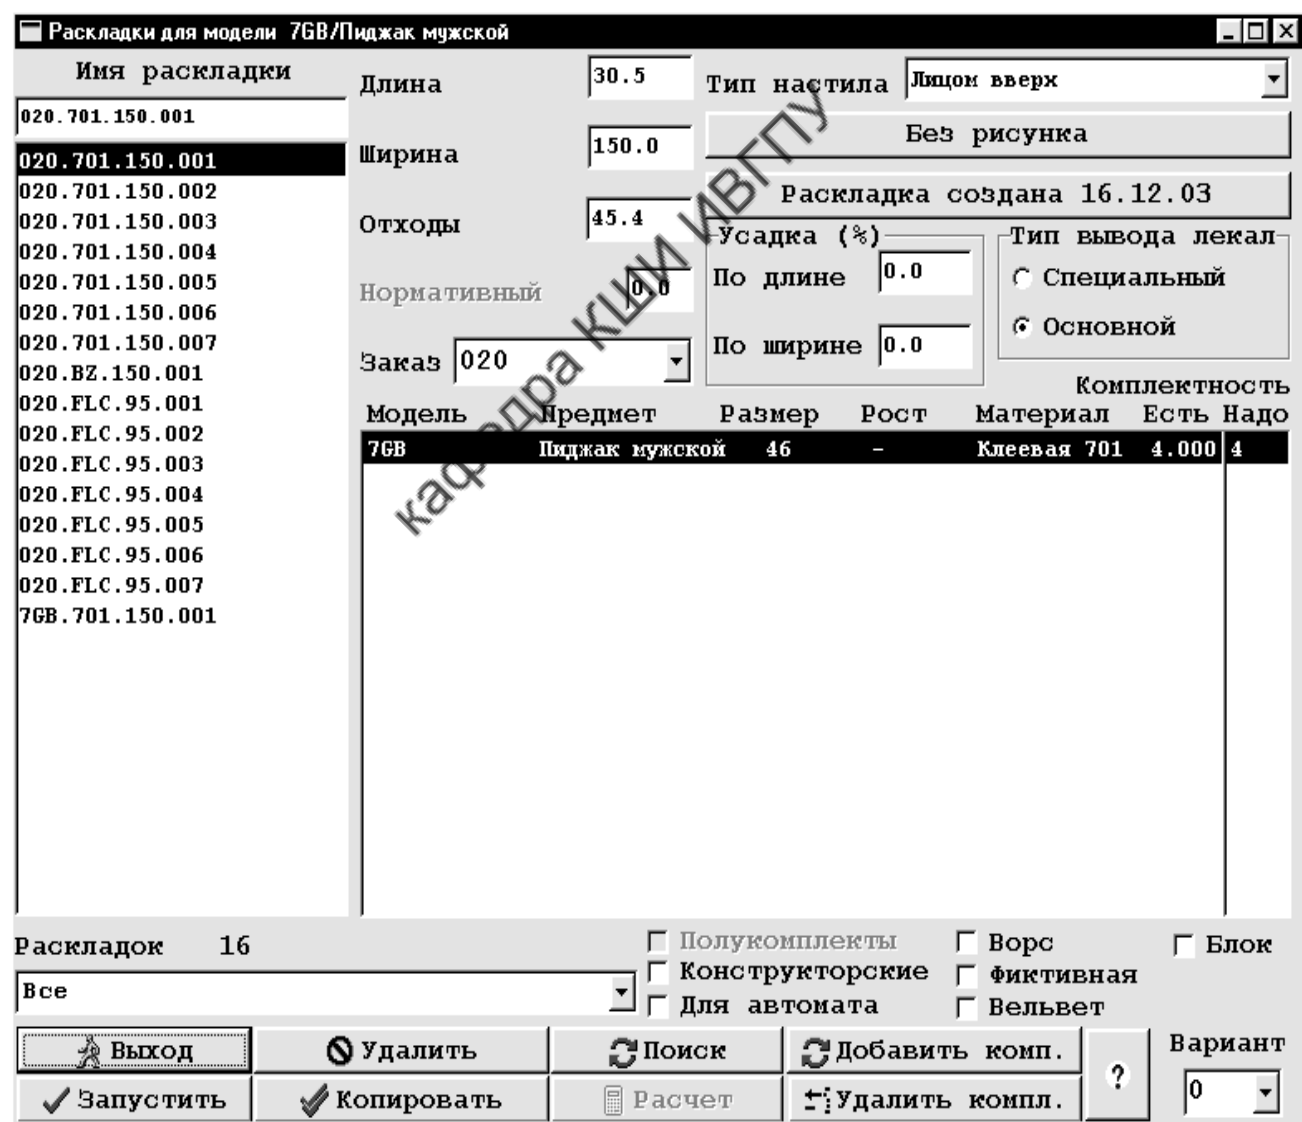 Раскладки для модели 7GB/Пиджак мужской
Имя раскладки
020.701.150.001
020.701.150.001
020.701.150.002
020.701.150.003
020.701.150.004
020.701.150.005
020.701.150.006
020.701.150.007
020.BZ.150.001
020.FLC.95.001
020.FLC.95.002
020.FLC.95.003
020.FLC.95.004
020.FLC.95.005
020.FLC.95.006
020.FLC.95.007
7GB.701.150.001
Длина 30.5
Ширина 150.0
Отходы 45.4
Нормативный 0.0
Заказ 020
Тип настила Лицом вверх
Без рисунка
Раскладка создана 16.12.03
Усадка (%)
По длине 0.0
По ширине 0.0
Тип вывода лекал
Специальный
Основной
Комплектность
Модель Предмет Размер Рост Материал Есть Надо
7GB Пиджак мужской 46 – Клеевая 701 4.000 4
кафедра КШИ ИВГПУ
Раскладок 16
Все
Полукомплекты Ворс Блок
Конструкторские Фиктивная
Для автомата Вельвет
Выход Удалить Поиск Добавить комп. ? Вариант
Запустить Копировать Расчет Удалить компл. 0